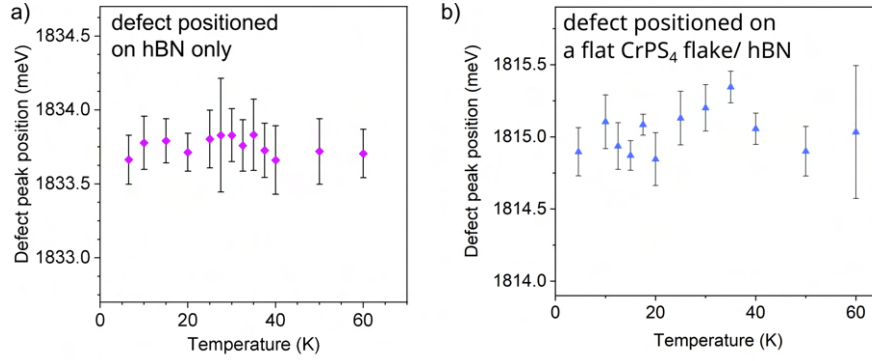 a)
defect positioned
on hBN only
1834.5
1834.0
1833.5
1833.0
Defect peak position (meV)
0
20
40
60
Temperature (K)
b)
defect positioned on
a flat CrPS₄ flake/ hBN
1815.5
1815.0
1814.5
1814.0
Defect peak position (meV)
0
20
40
60
Temperature (K)